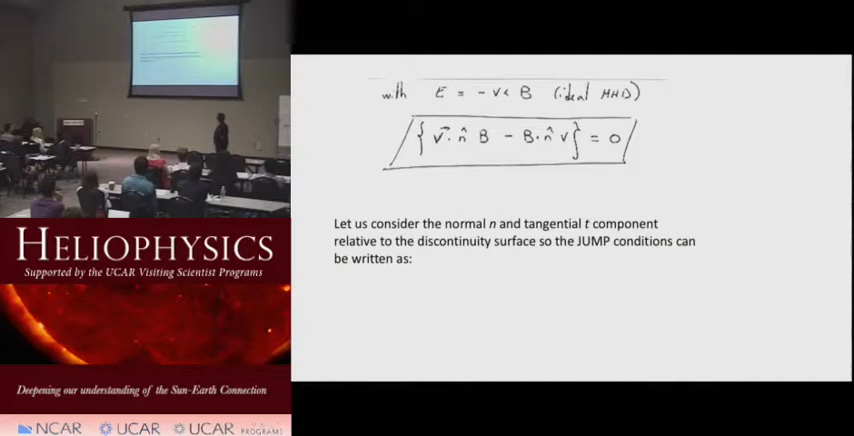 with E = - v × B (ideal MHD)
{ v⃗ · n̂ B - B · n̂ v } = 0
Let us consider the normal n and tangential t component
relative to the discontinuity surface so the JUMP conditions can
be written as:
HELIOPHYSICS
Supported by the UCAR Visiting Scientist Programs
Deepening our understanding of the Sun-Earth Connection
NCAR UCAR UCAR PROGRAMS